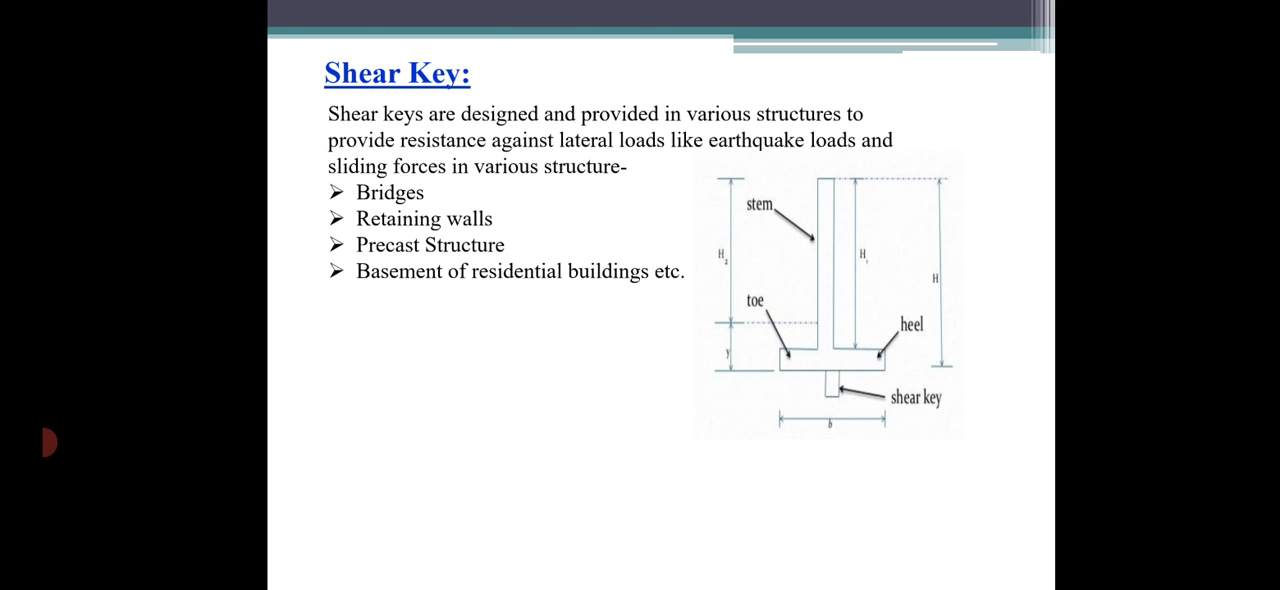 Shear Key:
Shear keys are designed and provided in various structures to
provide resistance against lateral loads like earthquake loads and
sliding forces in various structure-
➢ Bridges
➢ Retaining walls
➢ Precast Structure
➢ Basement of residential buildings etc.
stem
H₂
H₁
H
toe
heel
y
shear key
b